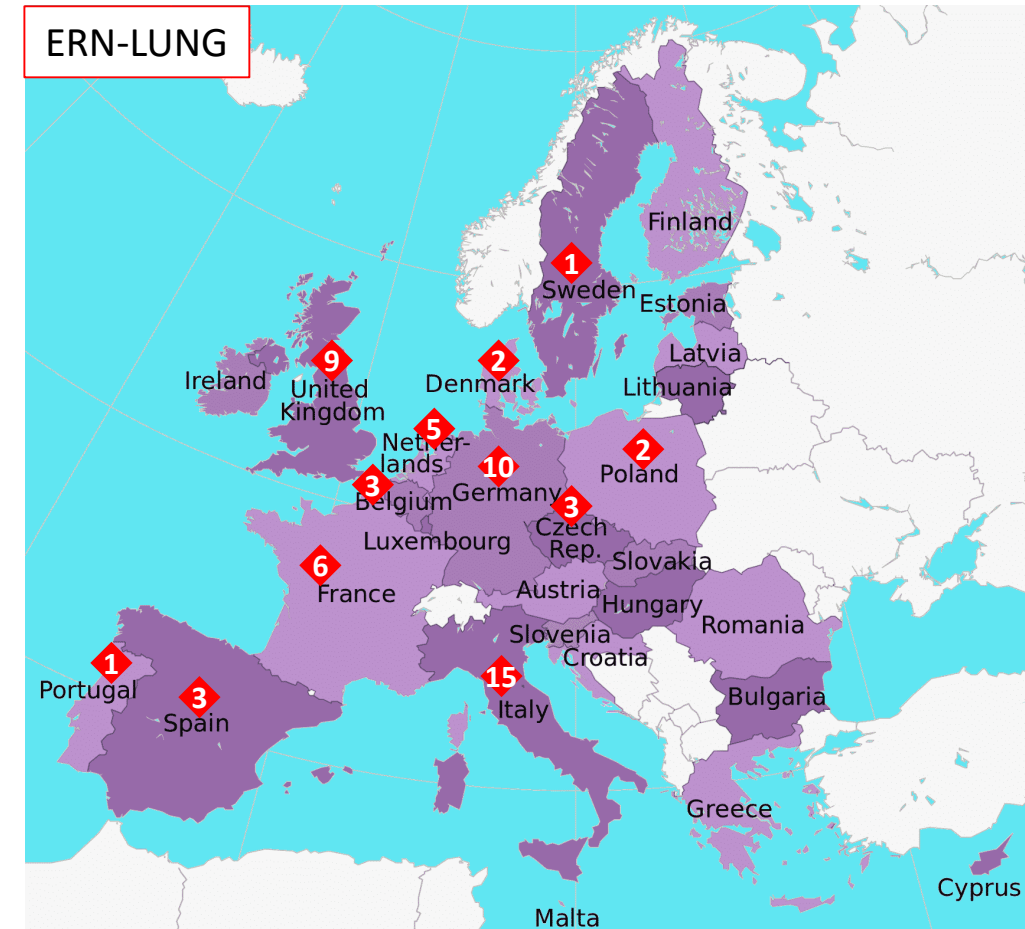 ERN-LUNG
Finland
1
Sweden
Estonia
9
2
Latvia
Ireland
United
Kingdom
Denmark
Lithuania
5
Nether-
lands
2
Poland
10
3
Belgium
Germany
3
Czech
Rep.
Luxembourg
Slovakia
6
France
Austria
Hungary
Romania
Slovenia
Croatia
1
Portugal
3
Spain
15
Italy
Bulgaria
Greece
Cyprus
Malta